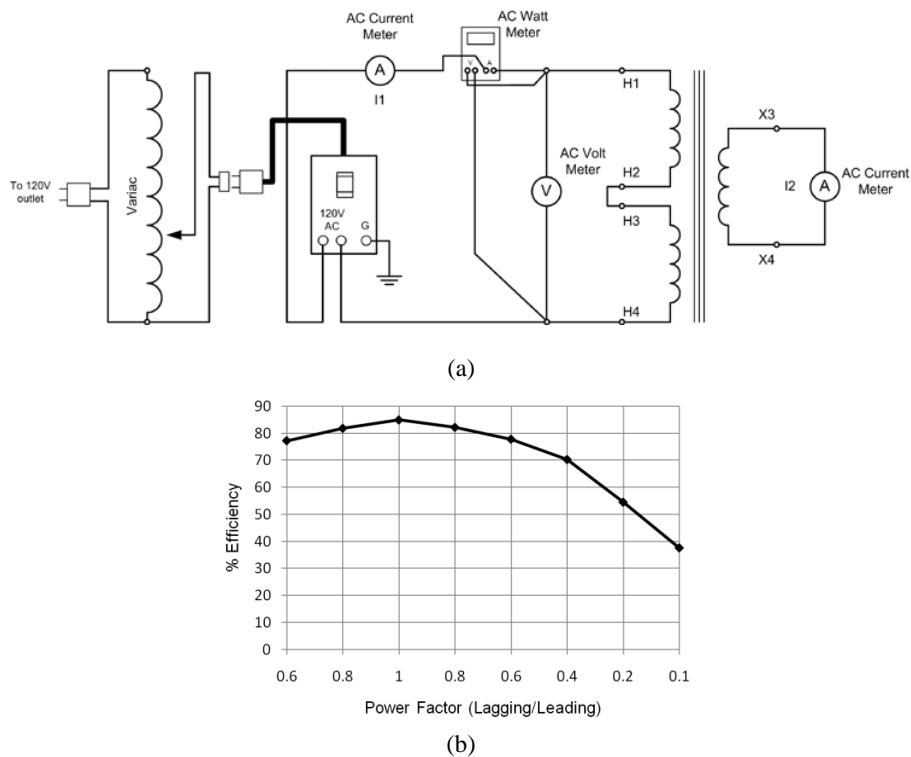 AC Current
Meter
A
I1
AC Watt
Meter
V A
To 120V
outlet
Variac
120V
AC
G
AC Volt
Meter
V
H1
H2
H3
H4
X3
I2
A
AC Current
Meter
X4
(a)
90
80
70
60
50
40
30
20
10
0
% Efficiency
0.6 0.8 1 0.8 0.6 0.4 0.2 0.1
Power Factor (Lagging/Leading)
(b)